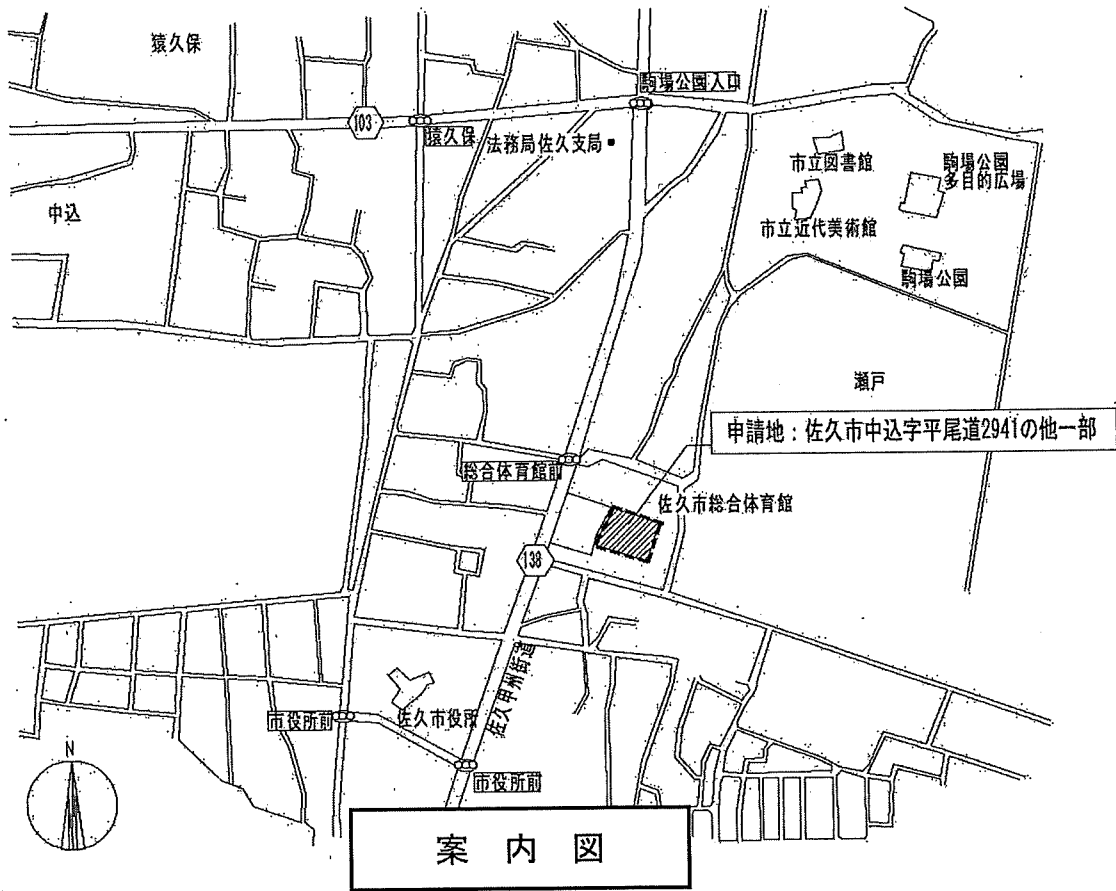 猿久保
駒場公園入口
103
猿久保
法務局佐久支局
市立図書館
駒場公園
多目的広場
中込
市立近代美術館
駒場公園
瀬戸
申請地：佐久市中込字平尾道2941の他一部
総合体育館前
佐久市総合体育館
138
佐久甲州街道
市役所前
佐久市役所
市役所前
N
案内図